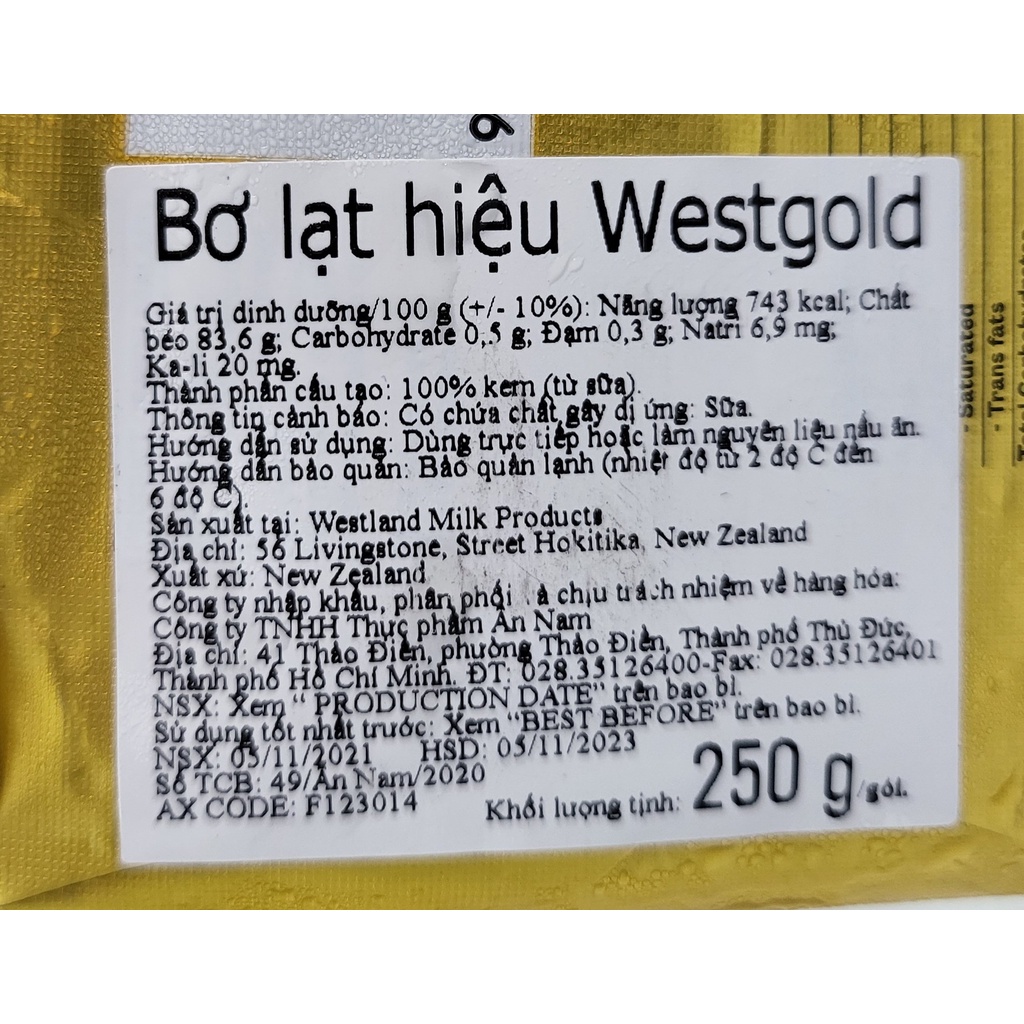 9
Bơ lạt hiệu Westgold
Giá trị dinh dưỡng/100 g (+/- 10%): Năng lượng 743 kcal; Chất
béo 83,6 g; Carbohydrate 0,5 g; Đạm 0,3 g; Natri 6,9 mg;
Ka-li 20 mg.
Thành phần cấu tạo: 100% kem (từ sữa).
Thông tin cảnh báo: Có chứa chất gây dị ứng: Sữa.
Hướng dẫn sử dụng: Dùng trực tiếp hoặc làm nguyên liệu nấu ăn.
Hướng dẫn bảo quản: Bảo quản lạnh (nhiệt độ từ 2 độ C đến
6 độ C).
Sản xuất tại: Westland Milk Products
Địa chỉ: 56 Livingstone, Street Hokitika, New Zealand
Xuất xứ: New Zealand
Công ty nhập khẩu, phân phối và chịu trách nhiệm về hàng hóa:
Công ty TNHH Thực phẩm An Nam
Địa chỉ: 41 Thảo Điền, phường Thảo Điền, Thành phố Thủ Đức,
Thành phố Hồ Chí Minh. ĐT: 028.35126400-Fax: 028.35126401
NSX: Xem "PRODUCTION DATE" trên bao bì.
Sử dụng tốt nhất trước: Xem "BEST BEFORE" trên bao bì.
NSX: 05/11/2021 HSD: 05/11/2023
Số TCB: 49/An Nam/2020
AX CODE: F123014
Khối lượng tịnh: 250 g/gói.
- Saturated
- Trans fats